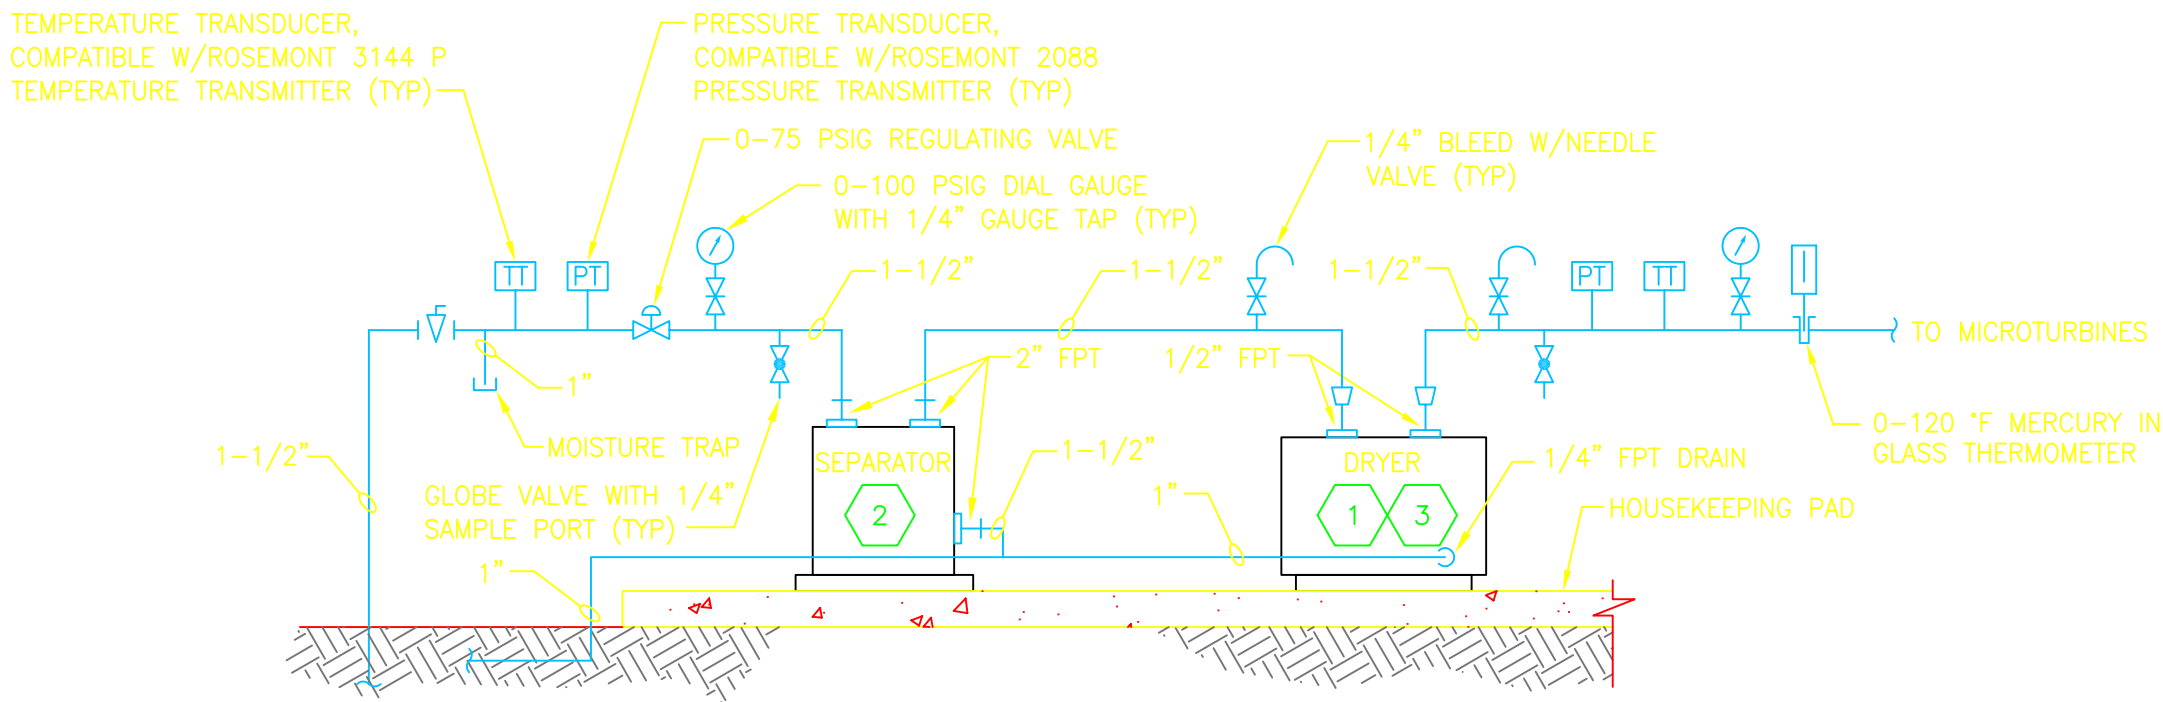 TEMPERATURE TRANSDUCER,
COMPATIBLE W/ROSEMONT 3144 P
TEMPERATURE TRANSMITTER (TYP)
PRESSURE TRANSDUCER,
COMPATIBLE W/ROSEMONT 2088
PRESSURE TRANSMITTER (TYP)
0-75 PSIG REGULATING VALVE
0-100 PSIG DIAL GAUGE
WITH 1/4" GAUGE TAP (TYP)
1/4" BLEED W/NEEDLE
VALVE (TYP)
TT
PT
1-1/2"
1-1/2"
1-1/2"
PT
TT
TO MICROTURBINES
1"
2" FPT
1/2" FPT
MOISTURE TRAP
0-120 °F MERCURY IN
GLASS THERMOMETER
1-1/2"
SEPARATOR
1-1/2"
DRYER
1/4" FPT DRAIN
GLOBE VALVE WITH 1/4"
SAMPLE PORT (TYP)
2
1"
1
3
HOUSEKEEPING PAD
1"